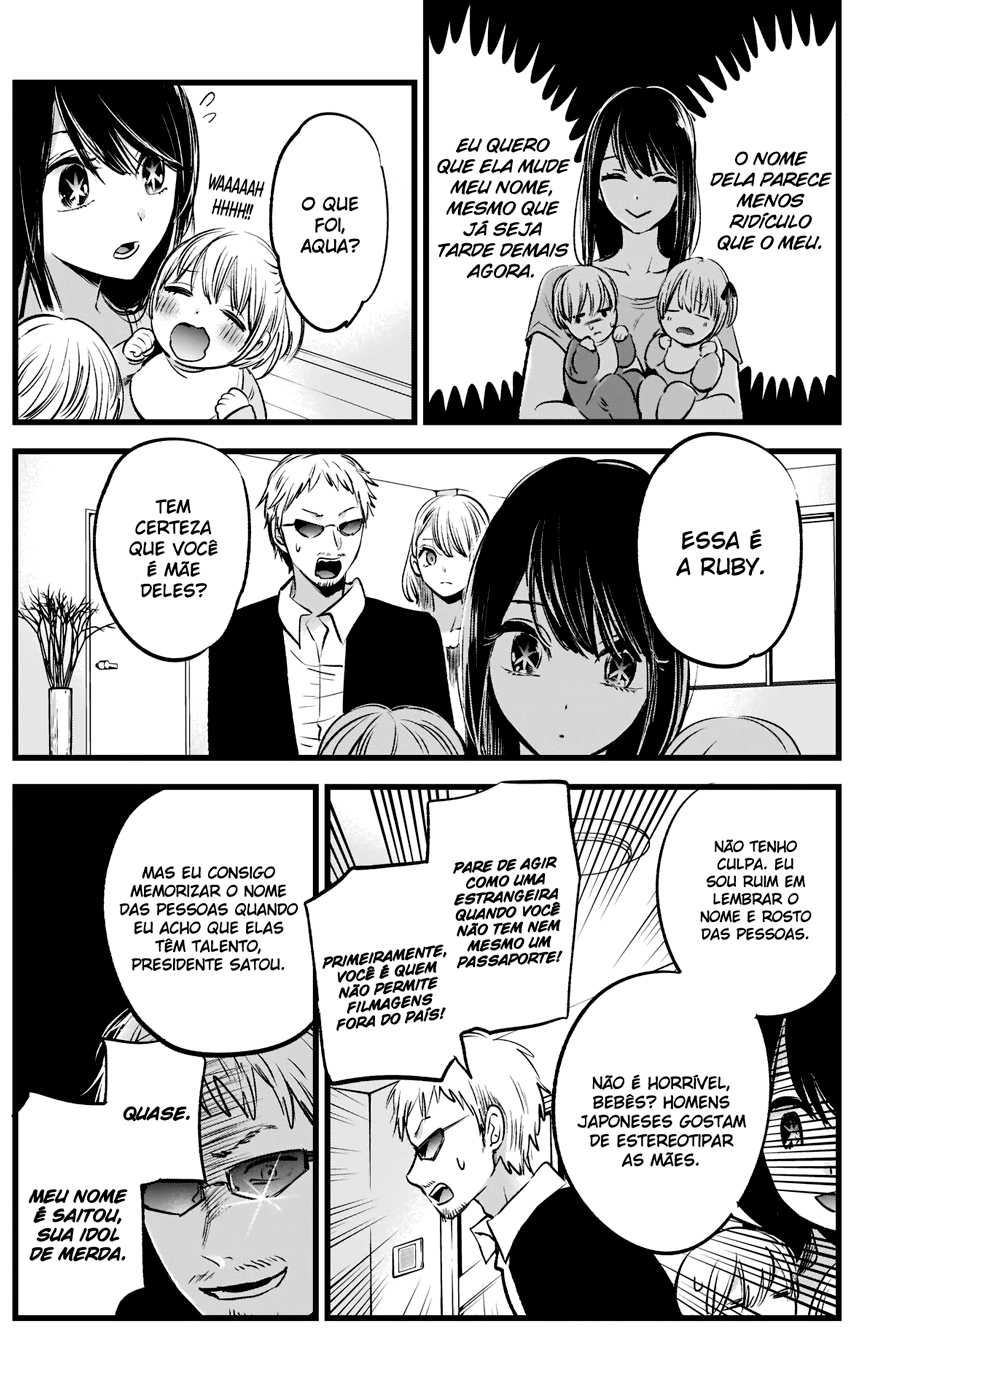 O NOME
DELA PARECE
MENOS
RIDÍCULO
QUE O MEU.
EU QUERO
QUE ELA MUDE
MEU NOME,
MESMO QUE
JÁ SEJA
TARDE DEMAIS
AGORA.
O QUE
FOI,
AQUA?
WAAAAAH
HHHH!!
ESSA É
A RUBY.
TEM
CERTEZA
QUE VOCÊ
É MÃE
DELES?
NÃO TENHO
CULPA. EU
SOU RUIM EM
LEMBRAR O
NOME E ROSTO
DAS PESSOAS.
PARE DE AGIR
COMO UMA
ESTRANGEIRA
QUANDO VOCÊ
NÃO TEM NEM
MESMO UM
PASSAPORTE!
PRIMEIRAMENTE,
VOCÊ É QUEM
NÃO PERMITE
FILMAGENS
FORA DO PAÍS!
NÃO É HORRÍVEL,
BEBÊS? HOMENS
JAPONESES GOSTAM
DE ESTEREOTIPAR
AS MÃES.
MAS EU CONSIGO
MEMORIZAR O NOME
DAS PESSOAS QUANDO
EU ACHO QUE ELAS
TÊM TALENTO,
PRESIDENTE SATOU.
QUASE.
MEU NOME
É SAITOU,
SUA IDOL
DE MERDA.